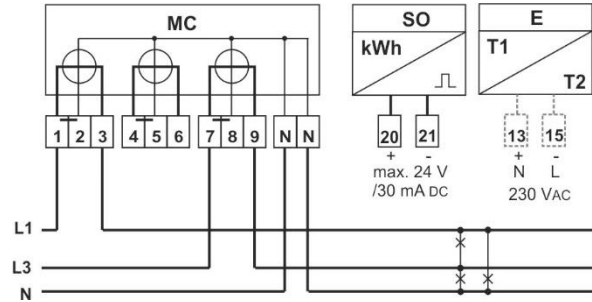 MC
SO
E
kWh
T1
T2
1 2 3 4 5 6 7 8 9 N N
20 21
13 15
+ -
+ -
max. 24 V
/30 mA DC
N L
230 VAC
L1
L3
N